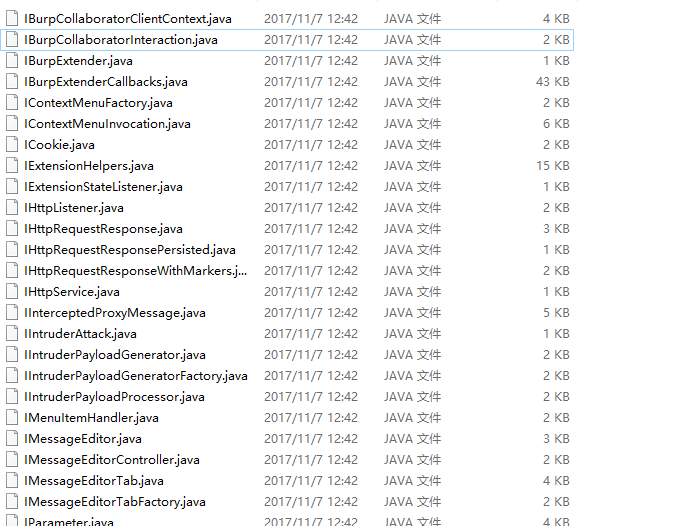 IBurpCollaboratorClientContext.java 2017/11/7 12:42 JAVA 文件 4 KB
IBurpCollaboratorInteraction.java 2017/11/7 12:42 JAVA 文件 2 KB
IBurpExtender.java 2017/11/7 12:42 JAVA 文件 1 KB
IBurpExtenderCallbacks.java 2017/11/7 12:42 JAVA 文件 43 KB
IContextMenuFactory.java 2017/11/7 12:42 JAVA 文件 2 KB
IContextMenuInvocation.java 2017/11/7 12:42 JAVA 文件 6 KB
ICookie.java 2017/11/7 12:42 JAVA 文件 2 KB
IExtensionHelpers.java 2017/11/7 12:42 JAVA 文件 15 KB
IExtensionStateListener.java 2017/11/7 12:42 JAVA 文件 1 KB
IHttpListener.java 2017/11/7 12:42 JAVA 文件 2 KB
IHttpRequestResponse.java 2017/11/7 12:42 JAVA 文件 3 KB
IHttpRequestResponsePersisted.java 2017/11/7 12:42 JAVA 文件 1 KB
IHttpRequestResponseWithMarkers.j... 2017/11/7 12:42 JAVA 文件 2 KB
IHttpService.java 2017/11/7 12:42 JAVA 文件 1 KB
IInterceptedProxyMessage.java 2017/11/7 12:42 JAVA 文件 5 KB
IIntruderAttack.java 2017/11/7 12:42 JAVA 文件 1 KB
IIntruderPayloadGenerator.java 2017/11/7 12:42 JAVA 文件 2 KB
IIntruderPayloadGeneratorFactory.java 2017/11/7 12:42 JAVA 文件 2 KB
IIntruderPayloadProcessor.java 2017/11/7 12:42 JAVA 文件 2 KB
IMenuItemHandler.java 2017/11/7 12:42 JAVA 文件 2 KB
IMessageEditor.java 2017/11/7 12:42 JAVA 文件 3 KB
IMessageEditorController.java 2017/11/7 12:42 JAVA 文件 2 KB
IMessageEditorTab.java 2017/11/7 12:42 JAVA 文件 4 KB
IMessageEditorTabFactory.java 2017/11/7 12:42 JAVA 文件 2 KB
IParameter.java 2017/11/7 12:42 JAVA 文件 4 KB